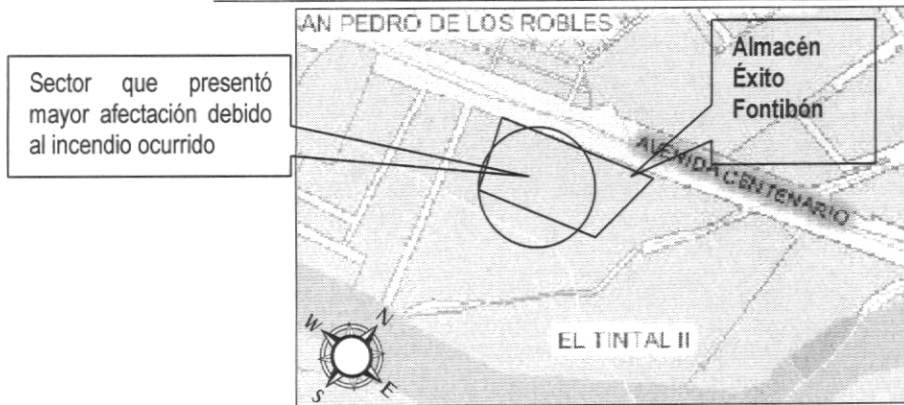 AN PEDRO DE LOS ROBLES
Almacén
Éxito
Fontibón
Sector que presentó
mayor afectación debido
al incendio ocurrido
AVENIDA CENTENARIO
EL TINTAL II
N
W
S
E